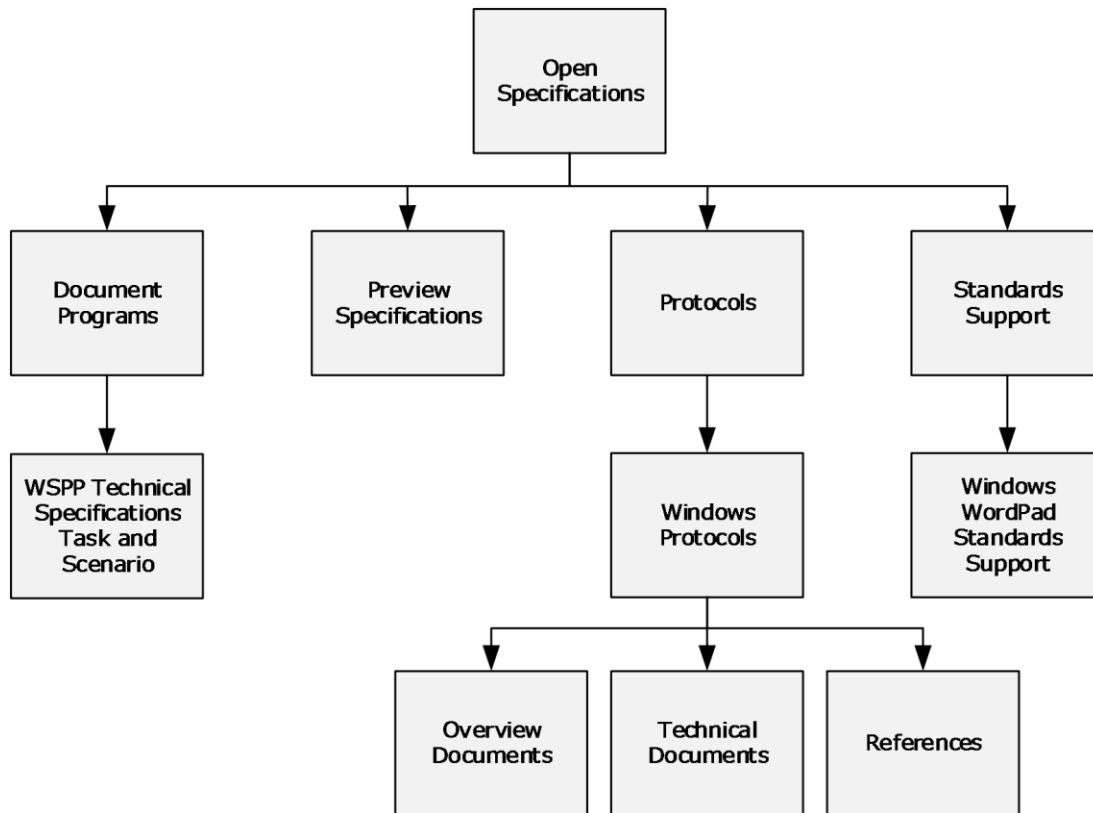 Open
Specifications
Document
Programs
Preview
Specifications
Protocols
Standards
Support
WSPP Technical
Specifications
Task and
Scenario
Windows
Protocols
Windows
WordPad
Standards
Support
Overview
Documents
Technical
Documents
References